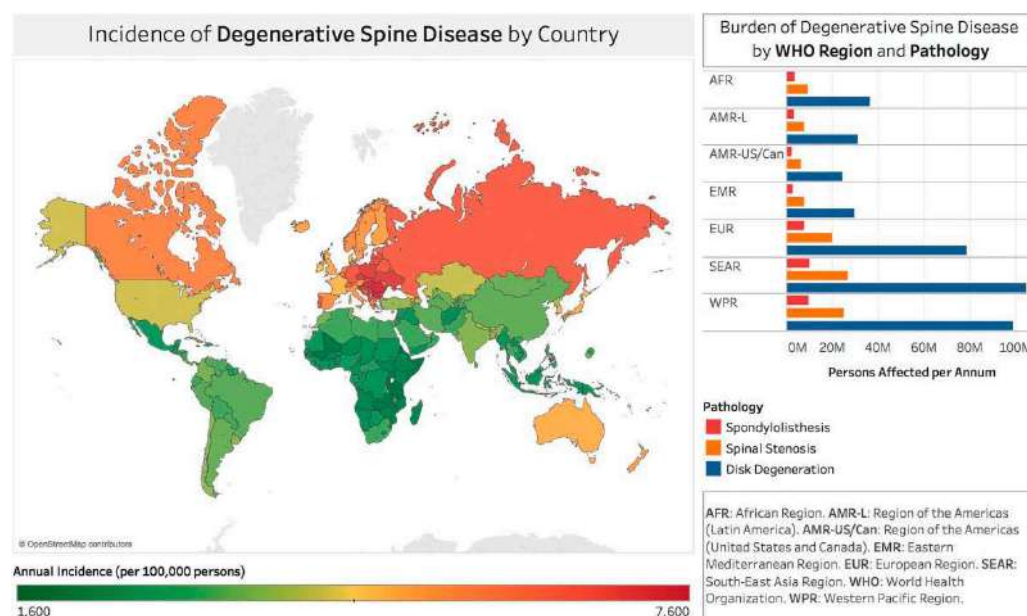 Incidence of Degenerative Spine Disease by Country
© OpenStreetMap contributors
Annual Incidence (per 100,000 persons)
1,600
7,600
Burden of Degenerative Spine Disease
by WHO Region and Pathology
AFR
AMR-L
AMR-US/Can
EMR
EUR
SEAR
WPR
0M 20M 40M 60M 80M 100M
Persons Affected per Annum
Pathology
Spondylolisthesis
Spinal Stenosis
Disk Degeneration
AFR: African Region. AMR-L: Region of the Americas
(Latin America). AMR-US/Can: Region of the Americas
(United States and Canada). EMR: Eastern
Mediterranean Region. EUR: European Region. SEAR:
South-East Asia Region. WHO: World Health
Organization. WPR: Western Pacific Region.